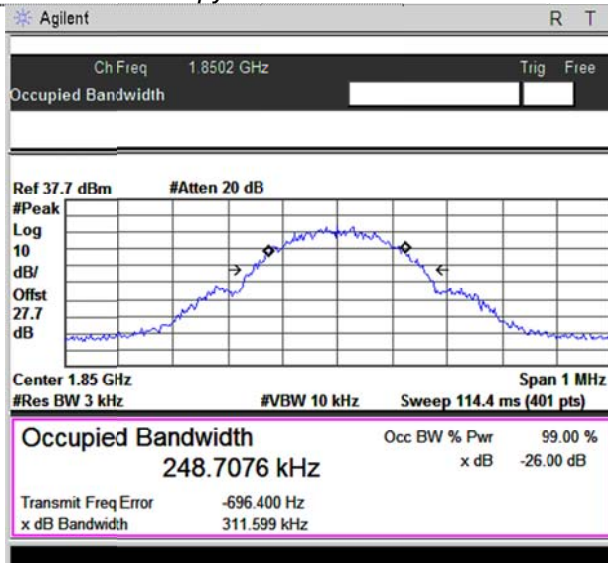 Agilent R T
Ch Freq 1.8502 GHz Trig Free
Occupied Bandwidth
Ref 37.7 dBm #Atten 20 dB
#Peak
Log
10
dB/
Offst
27.7
dB
Center 1.85 GHz Span 1 MHz
#Res BW 3 kHz #VBW 10 kHz Sweep 114.4 ms (401 pts)
Occupied Bandwidth Occ BW % Pwr 99.00 %
248.7076 kHz x dB -26.00 dB
Transmit Freq Error -696.400 Hz
x dB Bandwidth 311.599 kHz